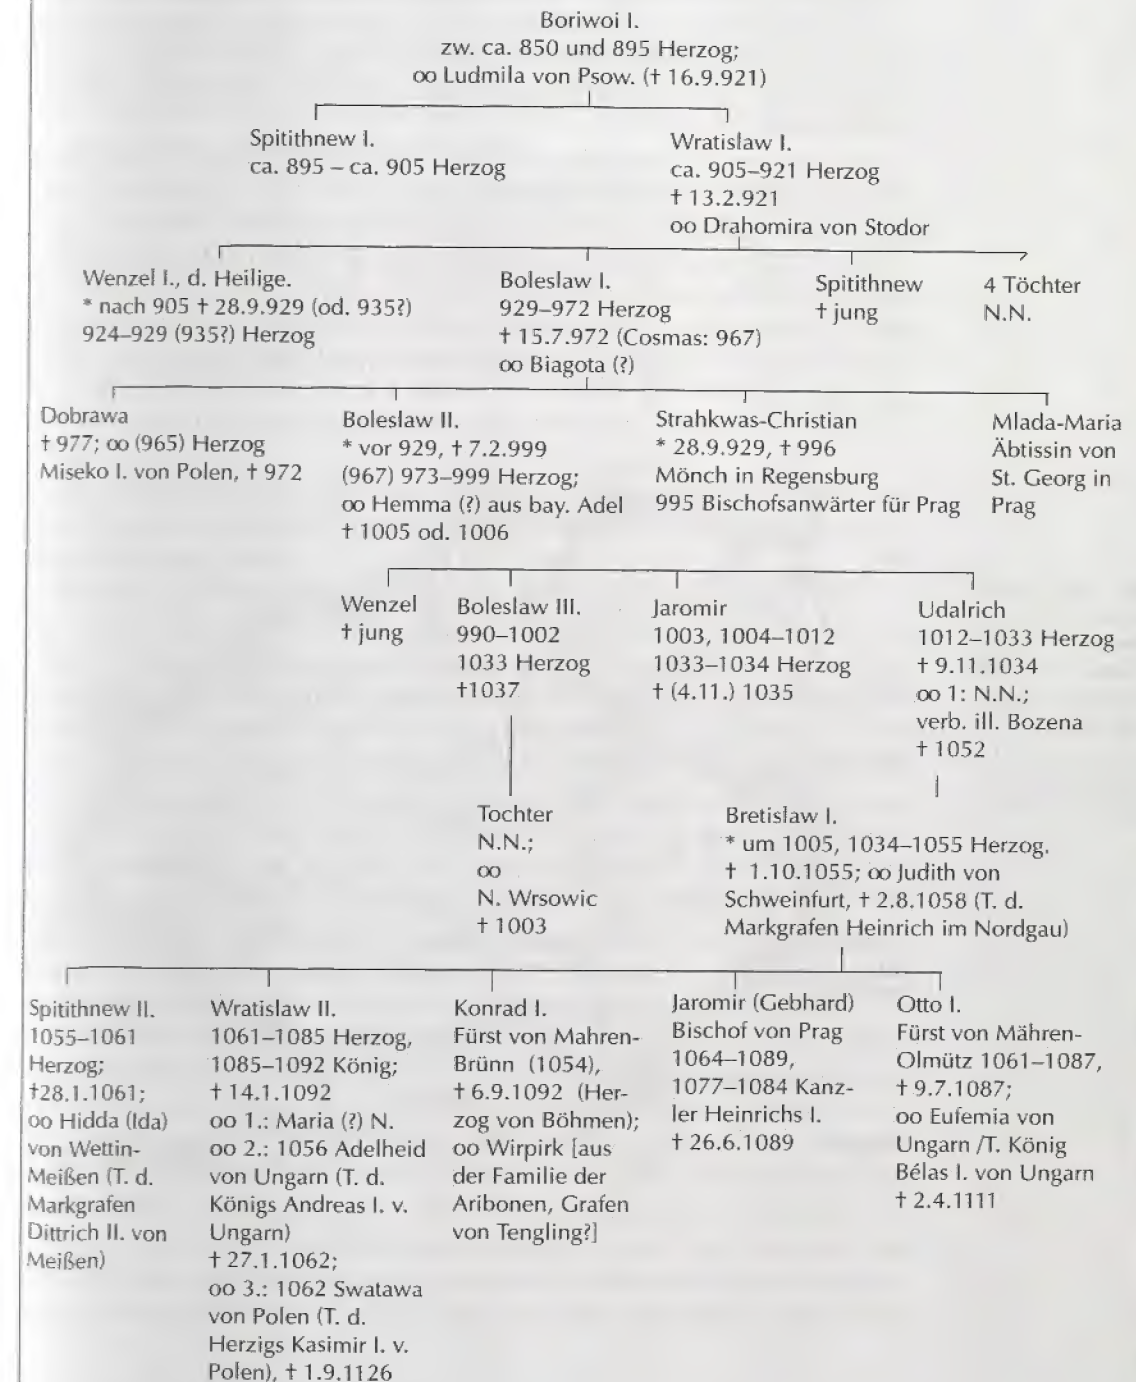 Boriwoi I.
zw. ca. 850 und 895 Herzog;
oo Ludmila von Psow. († 16.9.921)
Spitithnew I.
ca. 895 – ca. 905 Herzog
Wratislaw I.
ca. 905–921 Herzog
† 13.2.921
oo Drahomira von Stodor
Wenzel I., d. Heilige.
* nach 905 † 28.9.929 (od. 935?)
924–929 (935?) Herzog
Boleslaw I.
929–972 Herzog
† 15.7.972 (Cosmas: 967)
oo Biagota (?)
Spitithnew
† jung
4 Töchter
N.N.
Dobrawa
† 977; oo (965) Herzog
Miseko I. von Polen, † 972
Boleslaw II.
* vor 929, † 7.2.999
(967) 973–999 Herzog;
oo Hemma (?) aus bay. Adel
† 1005 od. 1006
Strahkwas-Christian
* 28.9.929, † 996
Mönch in Regensburg
995 Bischofsanwärter für Prag
Mlada-Maria
Äbtissin von
St. Georg in
Prag
Wenzel
† jung
Boleslaw III.
990–1002
1033 Herzog
†1037
Jaromir
1003, 1004–1012
1033–1034 Herzog
† (4.11.) 1035
Udalrich
1012–1033 Herzog
† 9.11.1034
oo 1: N.N.;
verb. ill. Bozena
† 1052
Tochter
N.N.;
oo
N. Wrsowic
† 1003
Bretislaw I.
* um 1005, 1034–1055 Herzog,
† 1.10.1055; oo Judith von
Schweinfurt, † 2.8.1058 (T. d.
Markgrafen Heinrich im Nordgau)
Spitithnew II.
1055–1061
Herzog;
†28.1.1061;
oo Hidda (Ida)
von Wettin-
Meißen (T. d.
Markgrafen
Dittrich II. von
Meißen)
Wratislaw II.
1061–1085 Herzog,
1085–1092 König;
† 14.1.1092
oo 1.: Maria (?) N.
oo 2.: 1056 Adelheid
von Ungarn (T. d.
Königs Andreas I. v.
Ungarn)
† 27.1.1062;
oo 3.: 1062 Swatawa
von Polen (T. d.
Herzigs Kasimir I. v.
Polen), † 1.9.1126
Konrad I.
Fürst von Mahren-
Brünn (1054),
† 6.9.1092 (Her-
zog von Böhmen);
oo Wirpirk [aus
der Familie der
Aribonen, Grafen
von Tengling?]
Jaromir (Gebhard)
Bischof von Prag
1064–1089,
1077–1084 Kanz-
ler Heinrichs I.
† 26.6.1089
Otto I.
Fürst von Mähren-
Olmütz 1061–1087,
† 9.7.1087;
oo Eufemia von
Ungarn /T. König
Bélas I. von Ungarn
† 2.4.1111